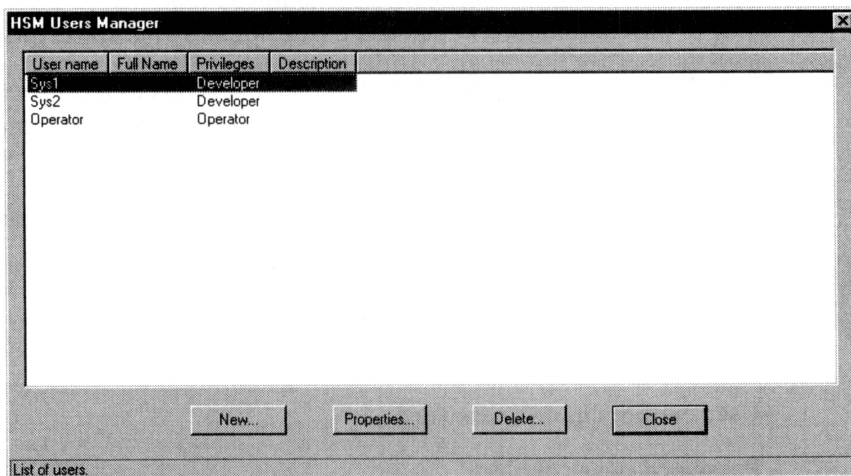 HSM Users Manager
User name Full Name Privileges Description
Sys1 Developer
Sys2 Developer
Operator Operator
New... Properties... Delete... Close
List of users.